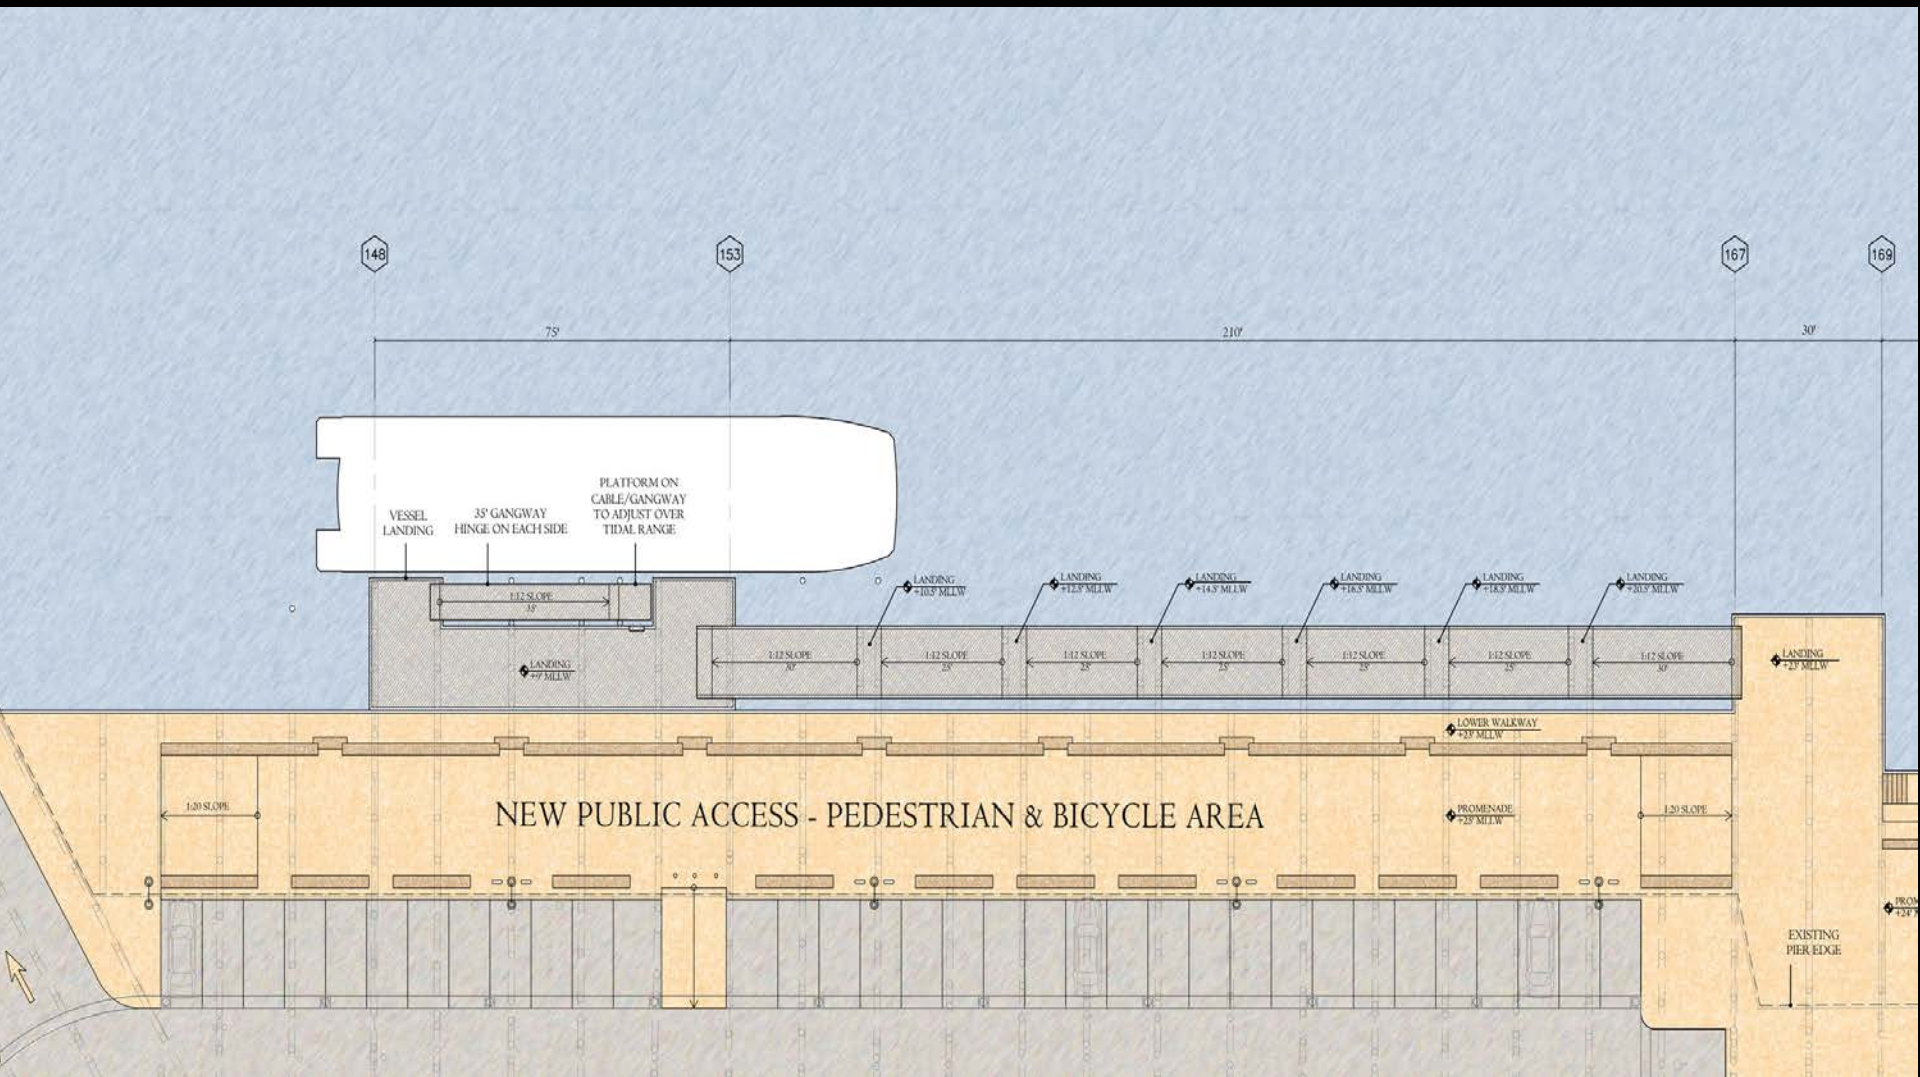 148
153
167
169
75'
210'
30'
VESSEL
LANDING
35' GANGWAY
HINGE ON EACH SIDE
PLATFORM ON
CABLE/GANGWAY
TO ADJUST OVER
TIDAL RANGE
1:12 SLOPE
35'
LANDING
+9' MLLW
LANDING
+10.5' MLLW
LANDING
+12.5' MLLW
LANDING
+14.5' MLLW
LANDING
+16.5' MLLW
LANDING
+18.5' MLLW
LANDING
+20.5' MLLW
1:12 SLOPE
30'
1:12 SLOPE
25'
1:12 SLOPE
25'
1:12 SLOPE
25'
1:12 SLOPE
25'
1:12 SLOPE
25'
1:12 SLOPE
30'
LANDING
+23' MLLW
LOWER WALKWAY
+23' MLLW
1:20 SLOPE
NEW PUBLIC ACCESS - PEDESTRIAN & BICYCLE AREA
PROMENADE
+25' MLLW
1:20 SLOPE
PROM
+24'
EXISTING
PIER EDGE